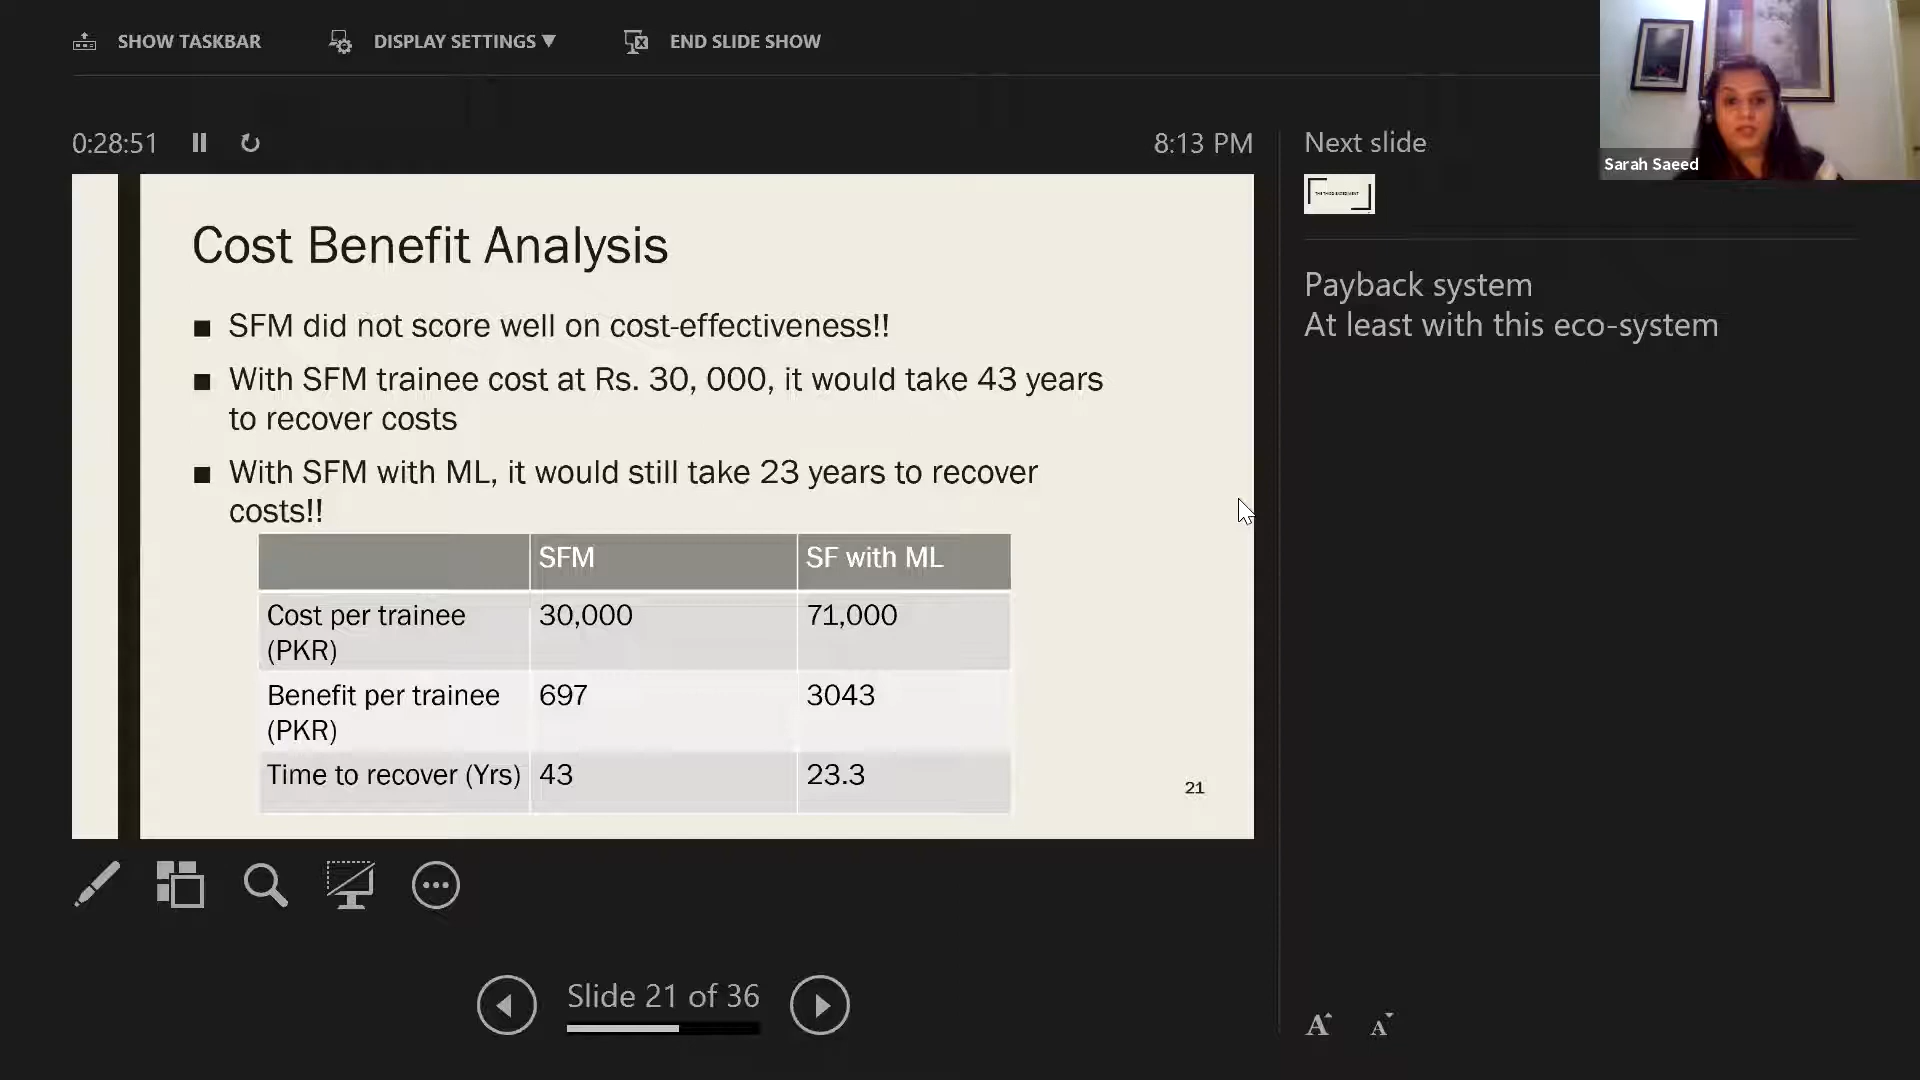 SHOW TASKBAR
DISPLAY SETTINGS ▼
END SLIDE SHOW
Sarah Saeed
0:28:51
8:13 PM
Next slide
Cost Benefit Analysis
■ SFM did not score well on cost-effectiveness!!
■ With SFM trainee cost at Rs. 30, 000, it would take 43 years
to recover costs
■ With SFM with ML, it would still take 23 years to recover
costs!!
SFM SF with ML
Cost per trainee 30,000 71,000
(PKR)
Benefit per trainee 697 3043
(PKR)
Time to recover (Yrs) 43 23.3
21
Payback system
At least with this eco-system
Slide 21 of 36
A A